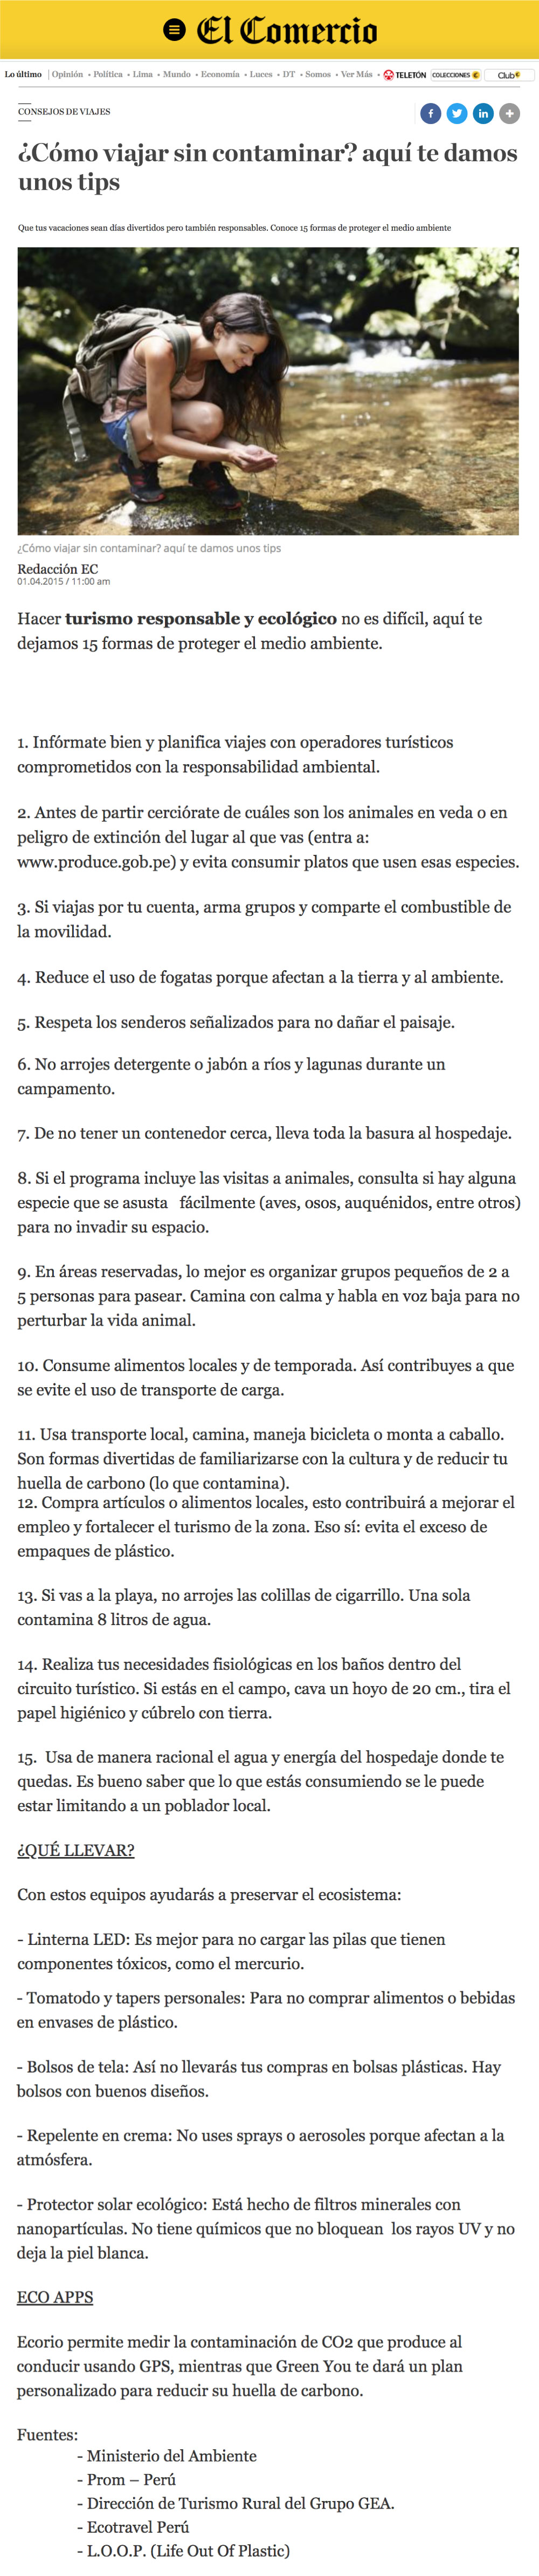 El Comercio
Lo último | Opinión • Política • Lima • Mundo • Economía • Luces • DT • Somos • Ver Más • TELETÓN COLECCIONES Club
CONSEJOS DE VIAJES
¿Cómo viajar sin contaminar? aquí te damos
unos tips
Que tus vacaciones sean días divertidos pero también responsables. Conoce 15 formas de proteger el medio ambiente
¿Cómo viajar sin contaminar? aquí te damos unos tips
Redacción EC
01.04.2015 / 11:00 am
Hacer turismo responsable y ecológico no es difícil, aquí te
dejamos 15 formas de proteger el medio ambiente.
1. Infórmate bien y planifica viajes con operadores turísticos
comprometidos con la responsabilidad ambiental.
2. Antes de partir cerciórate de cuáles son los animales en veda o en
peligro de extinción del lugar al que vas (entra a:
www.produce.gob.pe) y evita consumir platos que usen esas especies.
3. Si viajas por tu cuenta, arma grupos y comparte el combustible de
la movilidad.
4. Reduce el uso de fogatas porque afectan a la tierra y al ambiente.
5. Respeta los senderos señalizados para no dañar el paisaje.
6. No arrojes detergente o jabón a ríos y lagunas durante un
campamento.
7. De no tener un contenedor cerca, lleva toda la basura al hospedaje.
8. Si el programa incluye las visitas a animales, consulta si hay alguna
especie que se asusta fácilmente (aves, osos, auquénidos, entre otros)
para no invadir su espacio.
9. En áreas reservadas, lo mejor es organizar grupos pequeños de 2 a
5 personas para pasear. Camina con calma y habla en voz baja para no
perturbar la vida animal.
10. Consume alimentos locales y de temporada. Así contribuyes a que
se evite el uso de transporte de carga.
11. Usa transporte local, camina, maneja bicicleta o monta a caballo.
Son formas divertidas de familiarizarse con la cultura y de reducir tu
huella de carbono (lo que contamina).
12. Compra artículos o alimentos locales, esto contribuirá a mejorar el
empleo y fortalecer el turismo de la zona. Eso sí: evita el exceso de
empaques de plástico.
13. Si vas a la playa, no arrojes las colillas de cigarrillo. Una sola
contamina 8 litros de agua.
14. Realiza tus necesidades fisiológicas en los baños dentro del
circuito turístico. Si estás en el campo, cava un hoyo de 20 cm., tira el
papel higiénico y cúbrelo con tierra.
15. Usa de manera racional el agua y energía del hospedaje donde te
quedas. Es bueno saber que lo que estás consumiendo se le puede
estar limitando a un poblador local.
¿QUÉ LLEVAR?
Con estos equipos ayudarás a preservar el ecosistema:
- Linterna LED: Es mejor para no cargar las pilas que tienen
componentes tóxicos, como el mercurio.
- Tomatodo y tapers personales: Para no comprar alimentos o bebidas
en envases de plástico.
- Bolsos de tela: Así no llevarás tus compras en bolsas plásticas. Hay
bolsos con buenos diseños.
- Repelente en crema: No uses sprays o aerosoles porque afectan a la
atmósfera.
- Protector solar ecológico: Está hecho de filtros minerales con
nanopartículas. No tiene químicos que no bloquean los rayos UV y no
deja la piel blanca.
ECO APPS
Ecorio permite medir la contaminación de CO2 que produce al
conducir usando GPS, mientras que Green You te dará un plan
personalizado para reducir su huella de carbono.
Fuentes:
- Ministerio del Ambiente
- Prom – Perú
- Dirección de Turismo Rural del Grupo GEA.
- Ecotravel Perú
- L.O.O.P. (Life Out Of Plastic)